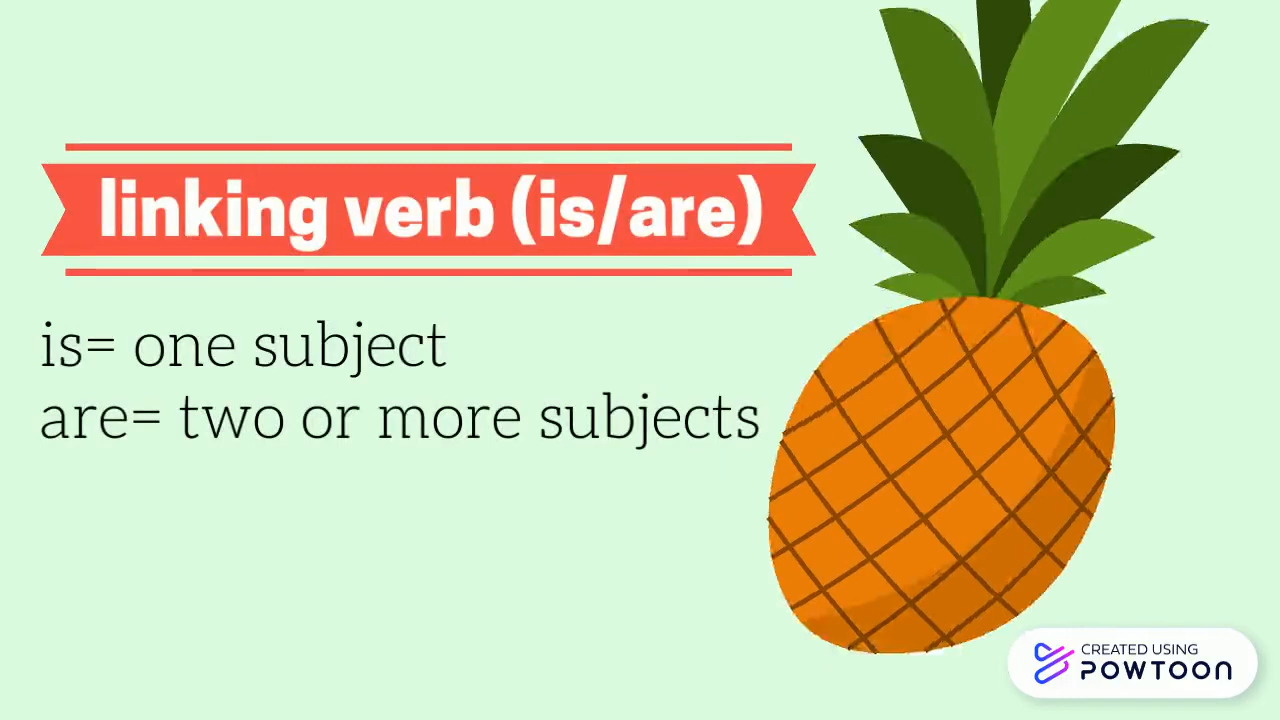 linking verb (is/are)
is= one subject
are= two or more subjects
CREATED USING
POWTOON